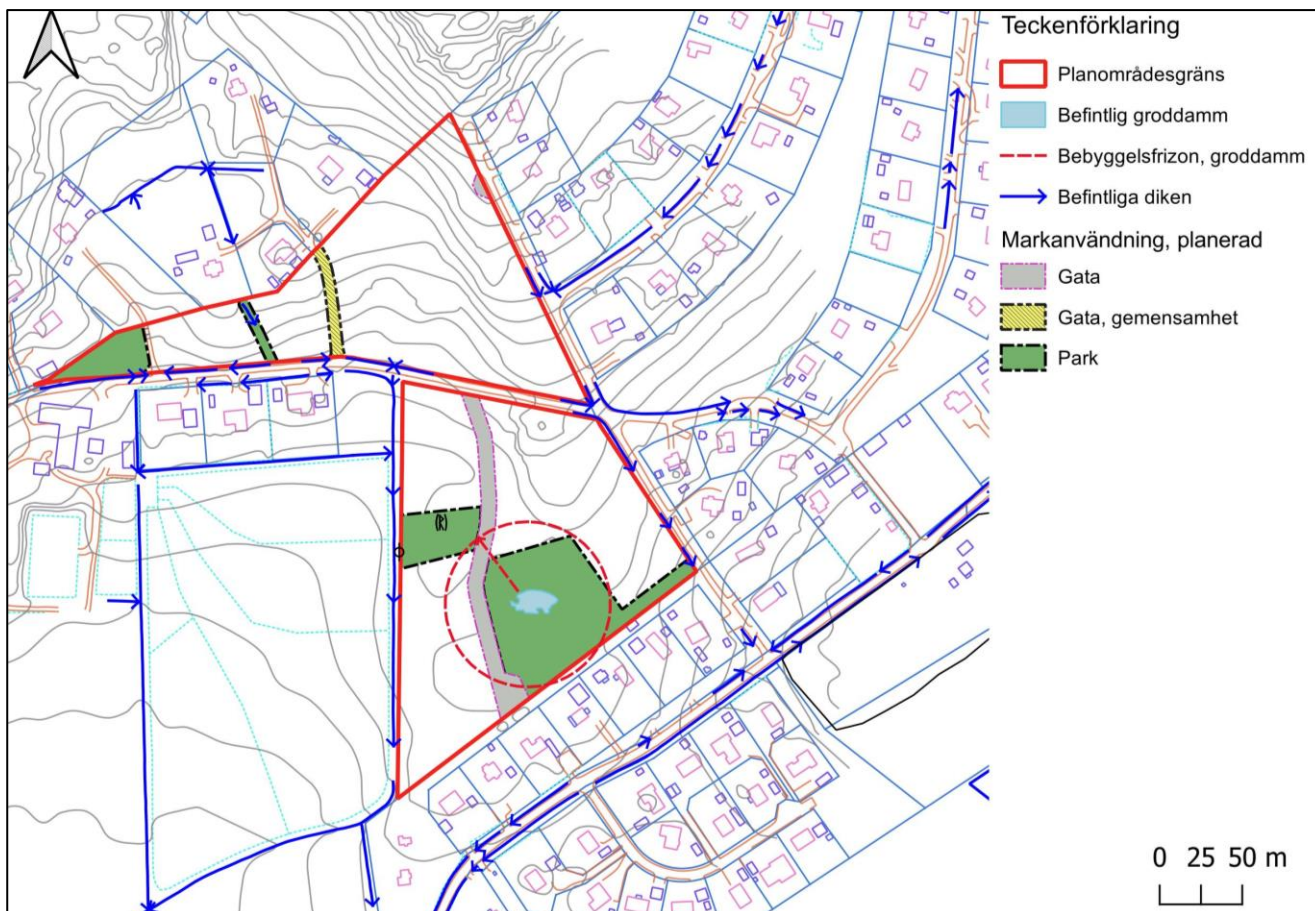 Teckenförklaring
Planområdesgräns
Befintlig groddamm
Bebyggelsfrizon, groddamm
Befintliga diken
Markanvändning, planerad
Gata
Gata, gemensamhet
Park
0 25 50 m